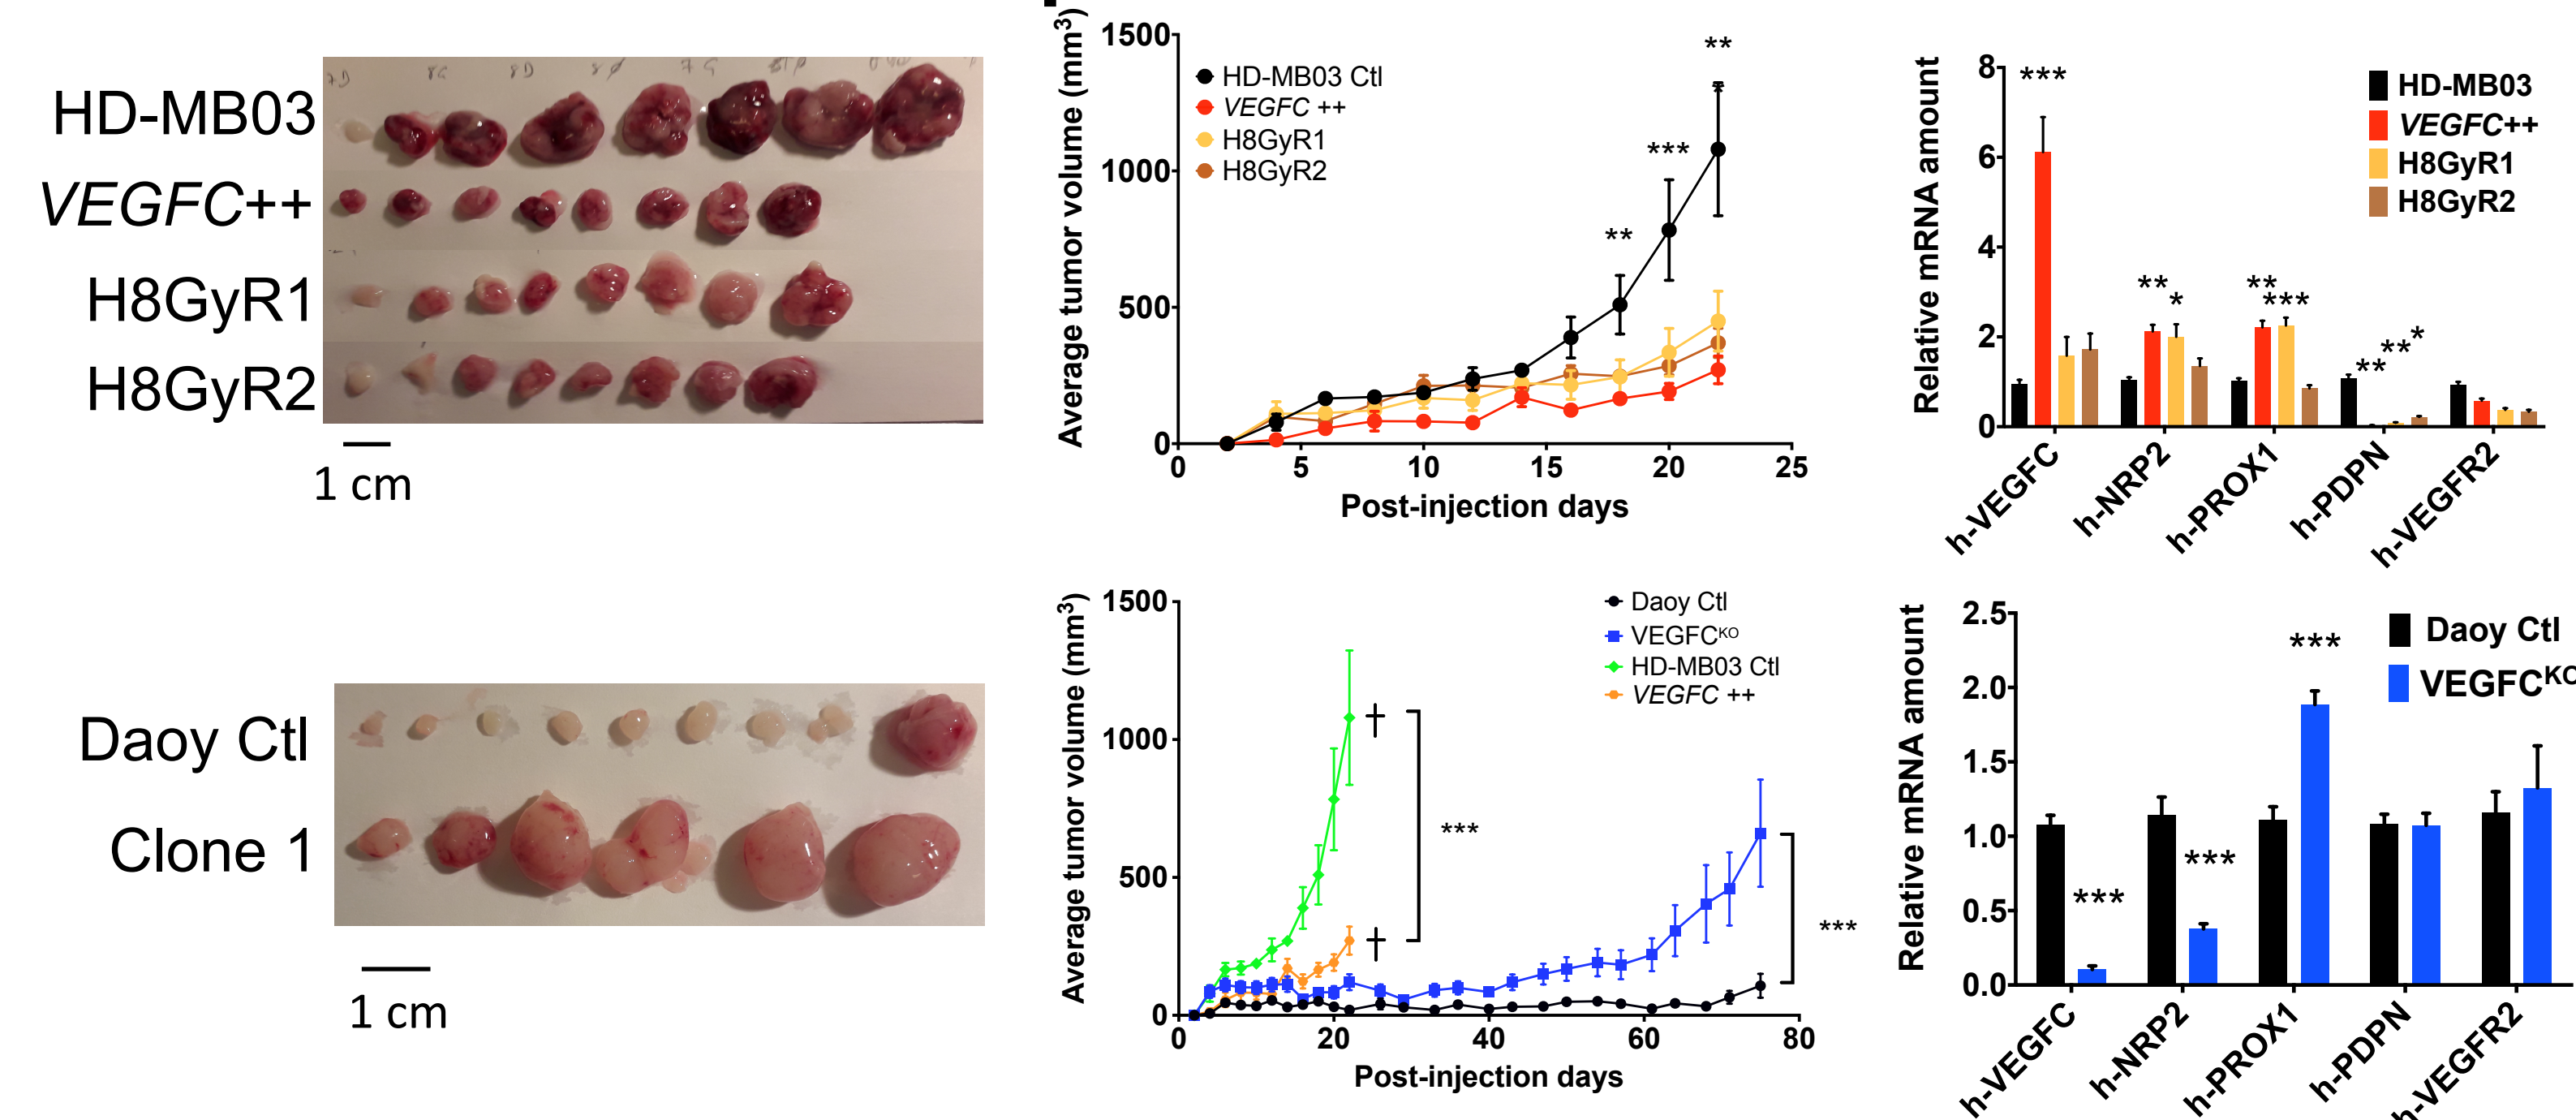 HD-MB03
VEGFC++
H8GyR1
H8GyR2
1 cm
Average tumor volume (mm³)
1500
1000
500
0
0 5 10 15 20 25
Post-injection days
HD-MB03 Ctl
VEGFC ++
H8GyR1
H8GyR2
**
***
**
Relative mRNA amount
8
6
4
2
0
***
**
*
**
***
**
**
*
HD-MB03
VEGFC++
H8GyR1
H8GyR2
h-VEGFC
h-NRP2
h-PROX1
h-PDPN
h-VEGFR2
Daoy Ctl
Clone 1
1 cm
Average tumor volume (mm³)
1500
1000
500
0
0 20 40 60 80
Post-injection days
Daoy Ctl
VEGFCᴷᴼ
HD-MB03 Ctl
VEGFC ++
†
†
***
***
Relative mRNA amount
2.5
2.0
1.5
1.0
0.5
0.0
***
***
***
Daoy Ctl
VEGFCᴷᴼ
h-VEGFC
h-NRP2
h-PROX1
h-PDPN
h-VEGFR2